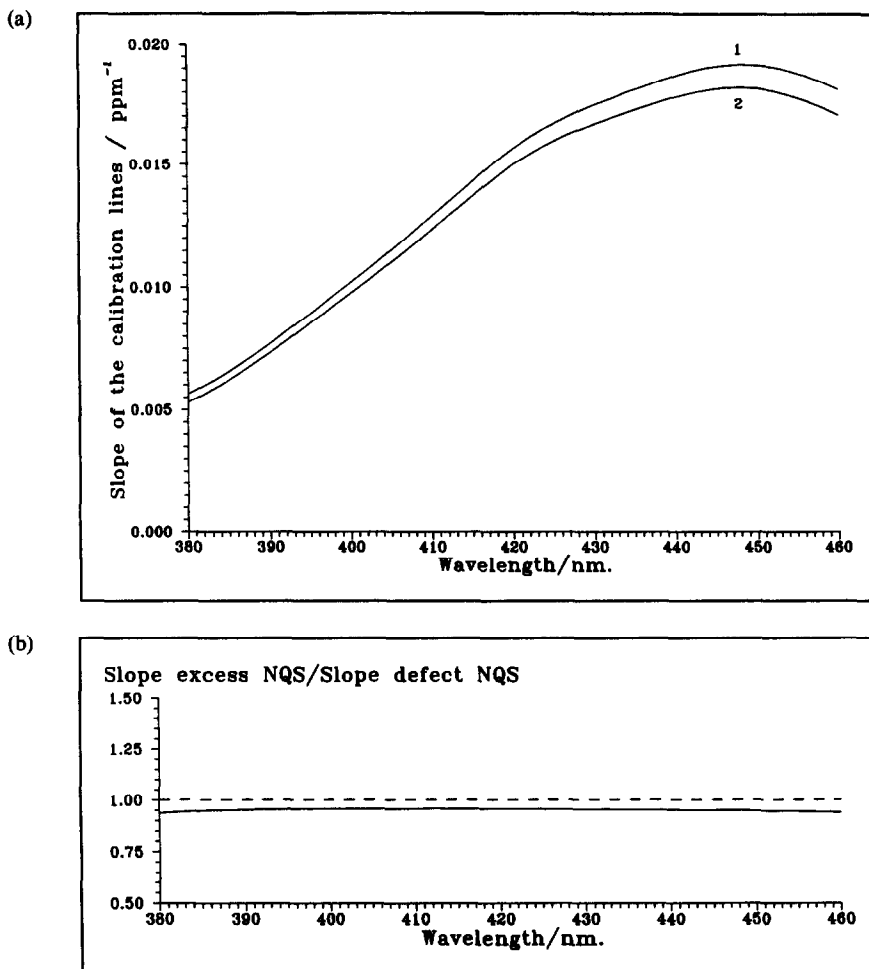 (a)
0.020
0.015
0.010
0.005
0.000
Slope of the calibration lines / ppm⁻¹
1
2
380 390 400 410 420 430 440 450 460
Wavelength/nm.
(b)
Slope excess NQS/Slope defect NQS
1.50
1.25
1.00
0.75
0.50
380 390 400 410 420 430 440 450 460
Wavelength/nm.